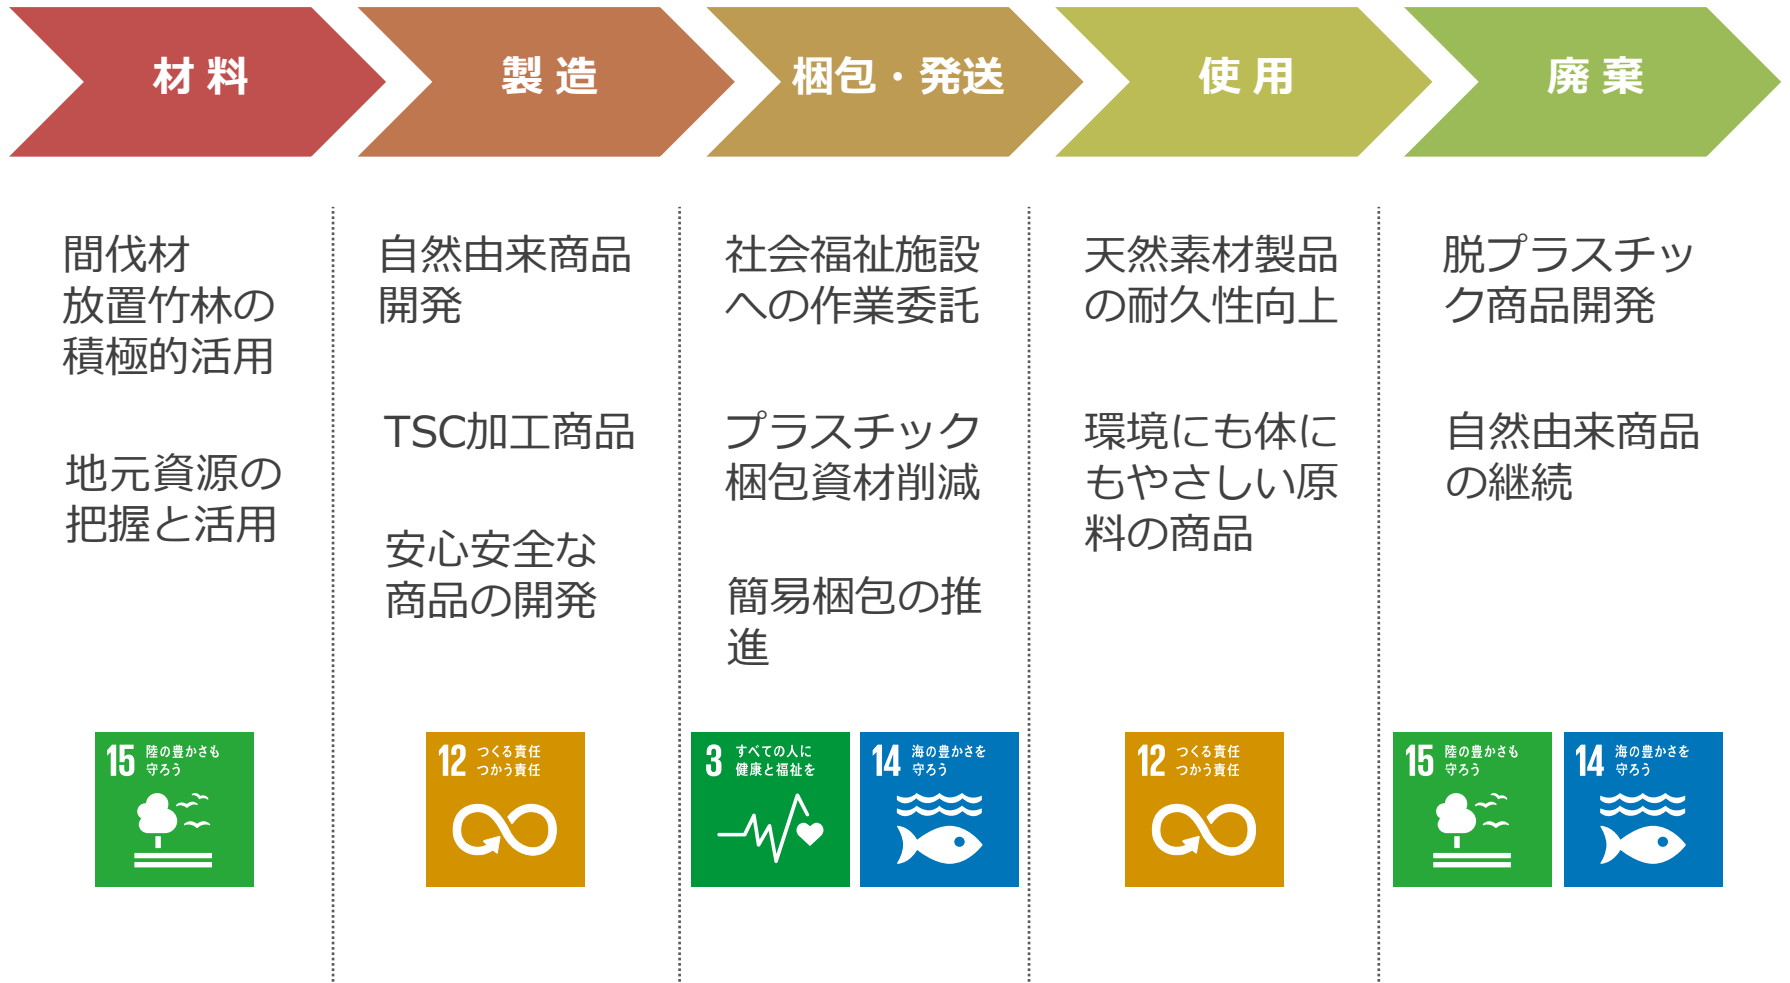 材 料
製 造
梱包・発送
使 用
廃 棄
間伐材
放置竹林の
積極的活用
地元資源の
把握と活用
自然由来商品
開発
TSC加工商品
安心安全な
商品の開発
社会福祉施設
への作業委託
プラスチック
梱包資材削減
簡易梱包の推
進
天然素材製品
の耐久性向上
環境にも体に
もやさしい原
料の商品
脱プラスチッ
ク商品開発
自然由来商品
の継続
15 陸の豊かさも
守ろう
12 つくる責任
つかう責任
3 すべての人に
健康と福祉を
14 海の豊かさを
守ろう
12 つくる責任
つかう責任
15 陸の豊かさも
守ろう
14 海の豊かさを
守ろう